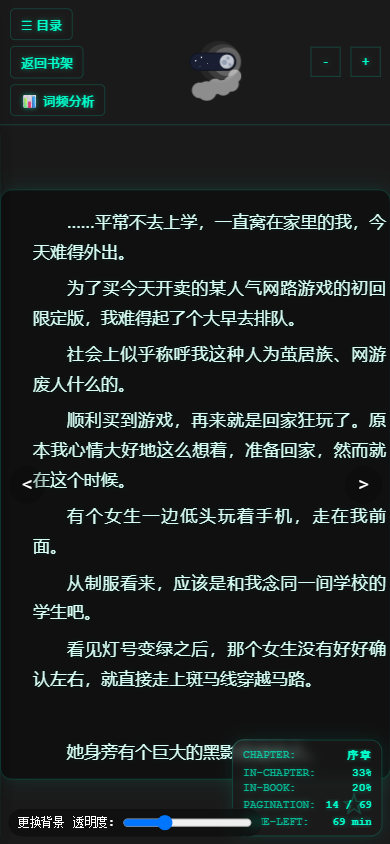 ☰ 目录
返回书架
📊 词频分析
-
+
……平常不去上学，一直窝在家里的我，今
天难得外出。
为了买今天开卖的某人气网路游戏的初回
限定版，我难得起了个大早去排队。
社会上似乎称呼我这种人为茧居族、网游
废人什么的。
顺利买到游戏，再来就是回家狂玩了。原
本我心情大好地这么想着，准备回家，然而就
在这个时候。
<
>
有个女生一边低头玩着手机，走在我前
面。
从制服看来，应该是和我念同一间学校的
学生吧。
看见灯号变绿之后，那个女生没有好好确
认左右，就直接走上斑马线穿越马路。
她身旁有个巨大的黑影
CHAPTER: 序章
IN-CHAPTER: 33%
IN-BOOK: 20%
PAGINATION: 14 / 69
E-LEFT: 69 min
更换背景 透明度：